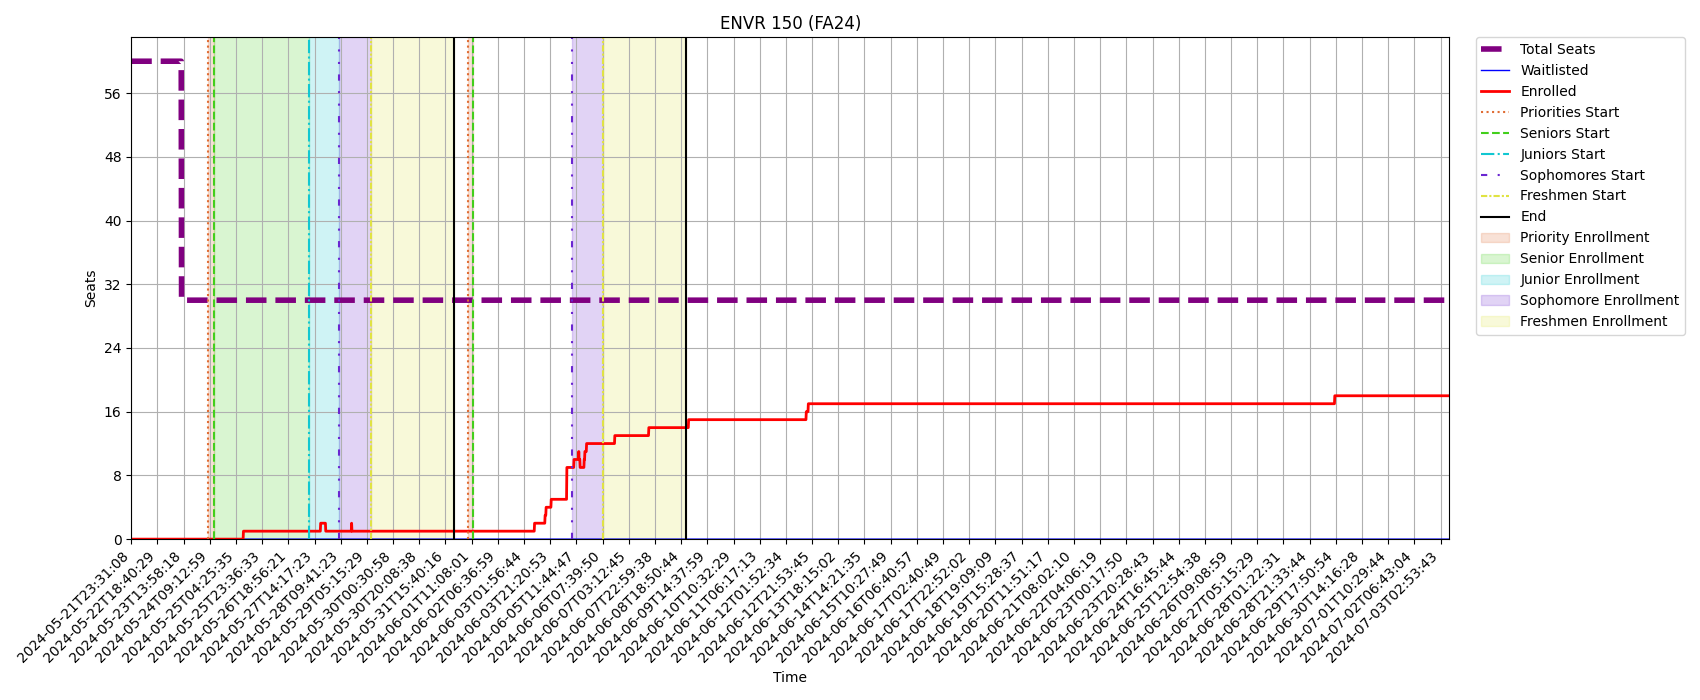 ENVR 150 (FA24)
Seats
56
48
40
32
24
16
8
0
2024-05-21T23:31:08
2024-05-22T18:40:29
2024-05-23T13:58:18
2024-05-24T09:12:59
2024-05-25T04:25:35
2024-05-25T23:36:33
2024-05-26T18:56:21
2024-05-27T14:17:23
2024-05-28T09:41:23
2024-05-29T05:15:29
2024-05-30T00:30:58
2024-05-30T20:08:38
2024-05-31T15:40:16
2024-06-01T11:08:01
2024-06-02T06:36:59
2024-06-03T01:56:44
2024-06-03T21:20:53
2024-06-05T11:44:47
2024-06-06T07:39:50
2024-06-07T03:12:45
2024-06-07T22:59:38
2024-06-08T18:50:44
2024-06-09T14:37:59
2024-06-10T10:32:29
2024-06-11T06:17:13
2024-06-12T01:52:34
2024-06-12T21:53:45
2024-06-13T18:15:02
2024-06-14T14:21:35
2024-06-15T10:27:49
2024-06-16T06:40:57
2024-06-17T02:40:49
2024-06-17T22:52:02
2024-06-18T19:09:09
2024-06-19T15:28:37
2024-06-20T11:51:17
2024-06-21T08:02:10
2024-06-22T04:06:19
2024-06-23T00:17:50
2024-06-23T20:28:43
2024-06-24T16:45:44
2024-06-25T12:54:38
2024-06-26T09:08:59
2024-06-27T05:15:29
2024-06-28T01:22:31
2024-06-28T21:33:44
2024-06-29T17:50:54
2024-06-30T14:16:28
2024-07-01T10:29:44
2024-07-02T06:43:04
2024-07-03T02:53:43
Time
Total Seats
Waitlisted
Enrolled
Priorities Start
Seniors Start
Juniors Start
Sophomores Start
Freshmen Start
End
Priority Enrollment
Senior Enrollment
Junior Enrollment
Sophomore Enrollment
Freshmen Enrollment